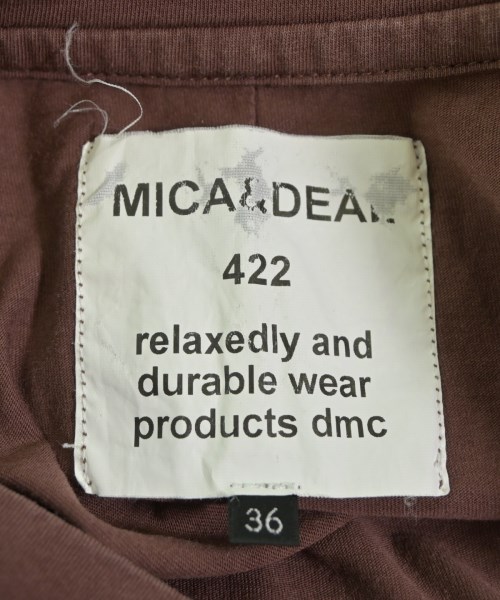 MICA&DEAL
422
relaxedly and
durable wear
products dmc
36